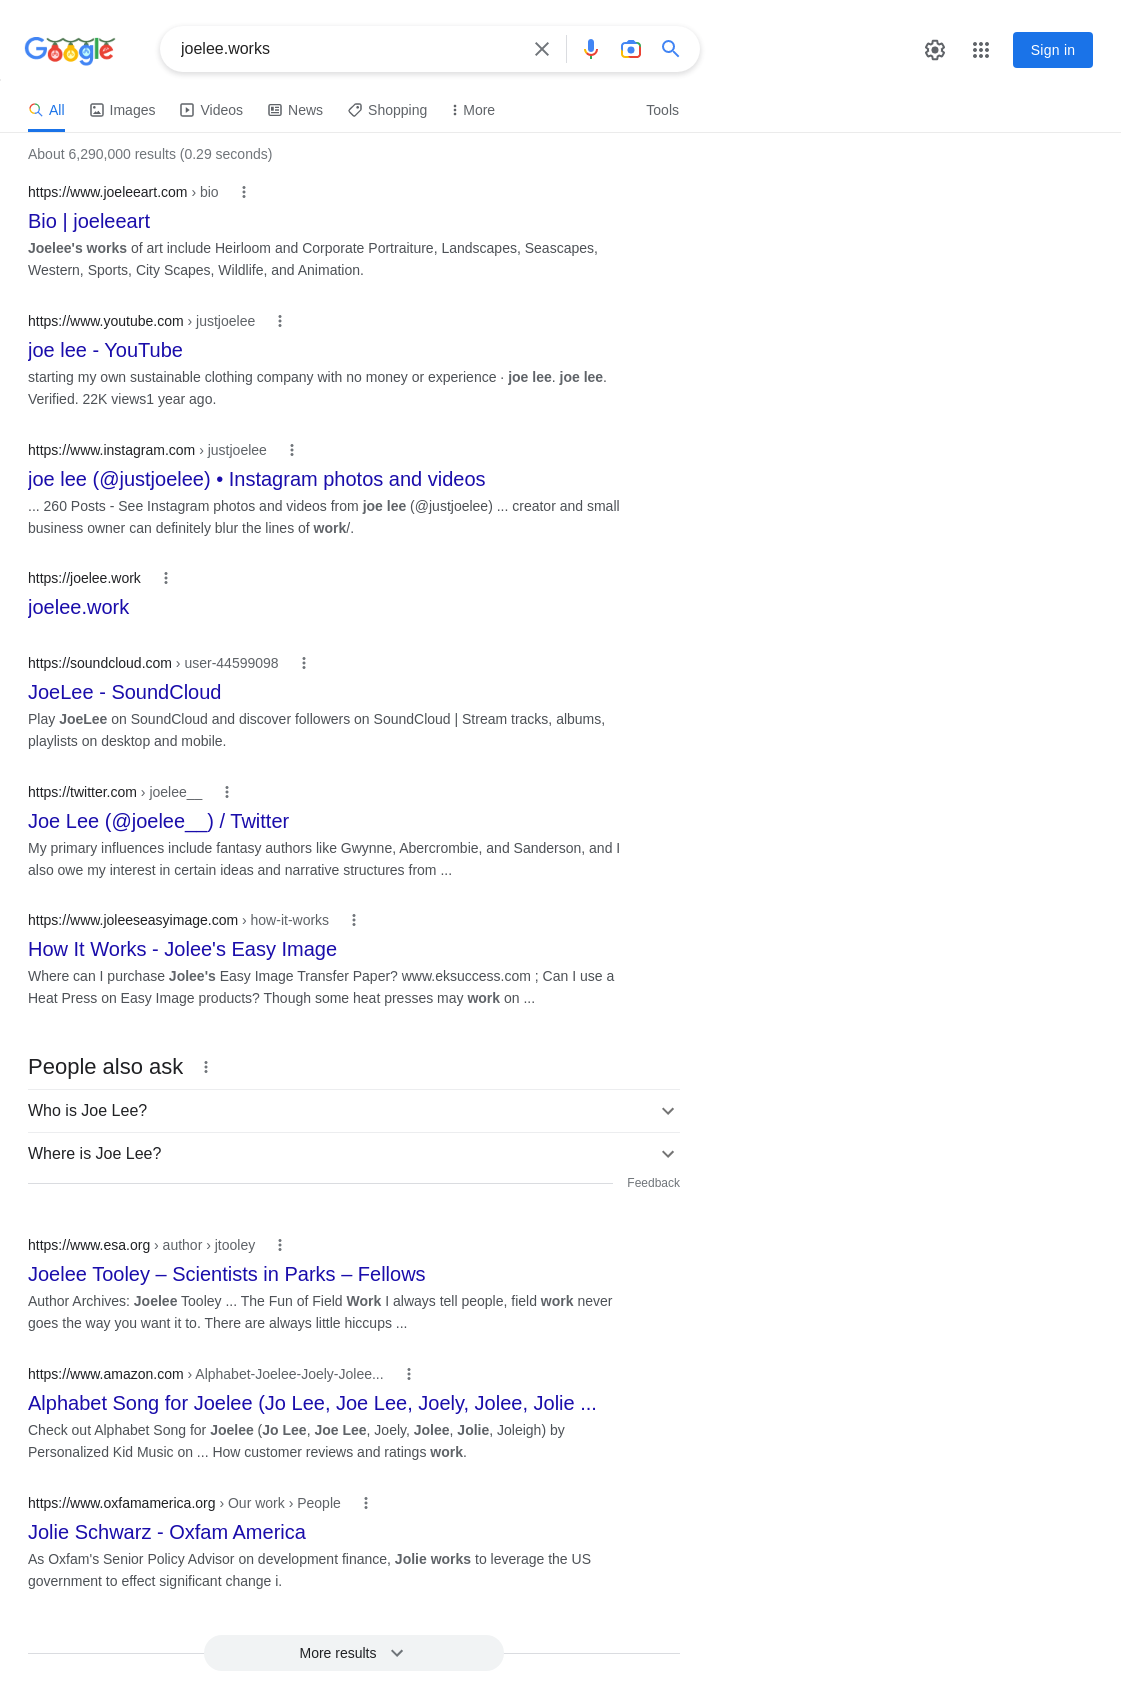 Google
joelee.works
Sign in
All
Images
Videos
News
Shopping
More
Tools
About 6,290,000 results (0.29 seconds)
https://www.joeleeart.com › bio
Bio | joeleeart
Joelee's works of art include Heirloom and Corporate Portraiture, Landscapes, Seascapes,
Western, Sports, City Scapes, Wildlife, and Animation.
https://www.youtube.com › justjoelee
joe lee - YouTube
starting my own sustainable clothing company with no money or experience · joe lee. joe lee.
Verified. 22K views1 year ago.
https://www.instagram.com › justjoelee
joe lee (@justjoelee) • Instagram photos and videos
... 260 Posts - See Instagram photos and videos from joe lee (@justjoelee) ... creator and small
business owner can definitely blur the lines of work/.
https://joelee.work
joelee.work
https://soundcloud.com › user-44599098
JoeLee - SoundCloud
Play JoeLee on SoundCloud and discover followers on SoundCloud | Stream tracks, albums,
playlists on desktop and mobile.
https://twitter.com › joelee__
Joe Lee (@joelee__) / Twitter
My primary influences include fantasy authors like Gwynne, Abercrombie, and Sanderson, and I
also owe my interest in certain ideas and narrative structures from ...
https://www.joleeseasyimage.com › how-it-works
How It Works - Jolee's Easy Image
Where can I purchase Jolee's Easy Image Transfer Paper? www.eksuccess.com ; Can I use a
Heat Press on Easy Image products? Though some heat presses may work on ...
People also ask
Who is Joe Lee?
Where is Joe Lee?
Feedback
https://www.esa.org › author › jtooley
Joelee Tooley – Scientists in Parks – Fellows
Author Archives: Joelee Tooley ... The Fun of Field Work I always tell people, field work never
goes the way you want it to. There are always little hiccups ...
https://www.amazon.com › Alphabet-Joelee-Joely-Jolee...
Alphabet Song for Joelee (Jo Lee, Joe Lee, Joely, Jolee, Jolie ...
Check out Alphabet Song for Joelee (Jo Lee, Joe Lee, Joely, Jolee, Jolie, Joleigh) by
Personalized Kid Music on ... How customer reviews and ratings work.
https://www.oxfamamerica.org › Our work › People
Jolie Schwarz - Oxfam America
As Oxfam's Senior Policy Advisor on development finance, Jolie works to leverage the US
government to effect significant change i.
More results